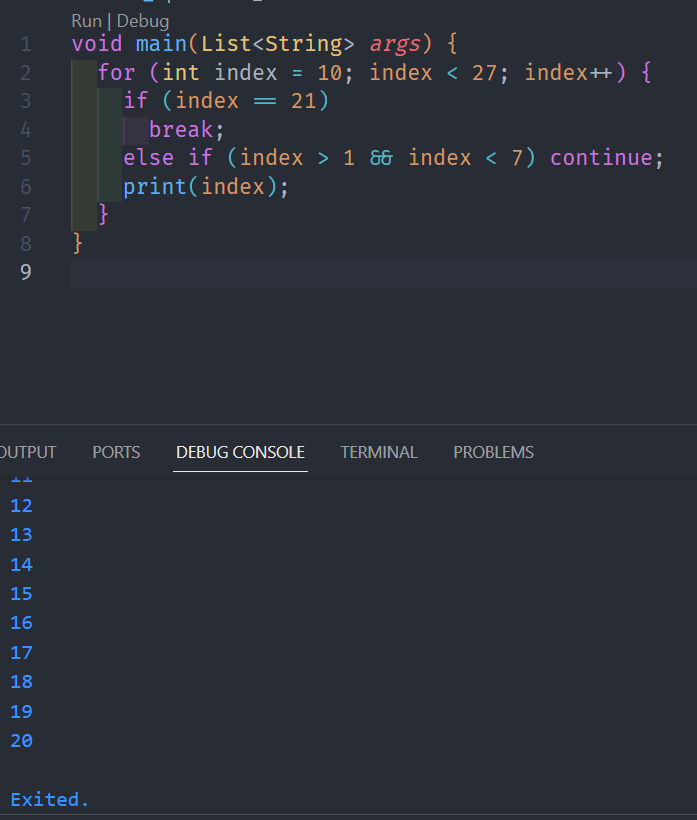 Run | Debug
1 void main(List<String> args) {
2 for (int index = 10; index < 27; index++) {
3 if (index == 21)
4 break;
5 else if (index > 1 && index < 7) continue;
6 print(index);
7 }
8 }
9
OUTPUT PORTS DEBUG CONSOLE TERMINAL PROBLEMS
11
12
13
14
15
16
17
18
19
20
Exited.